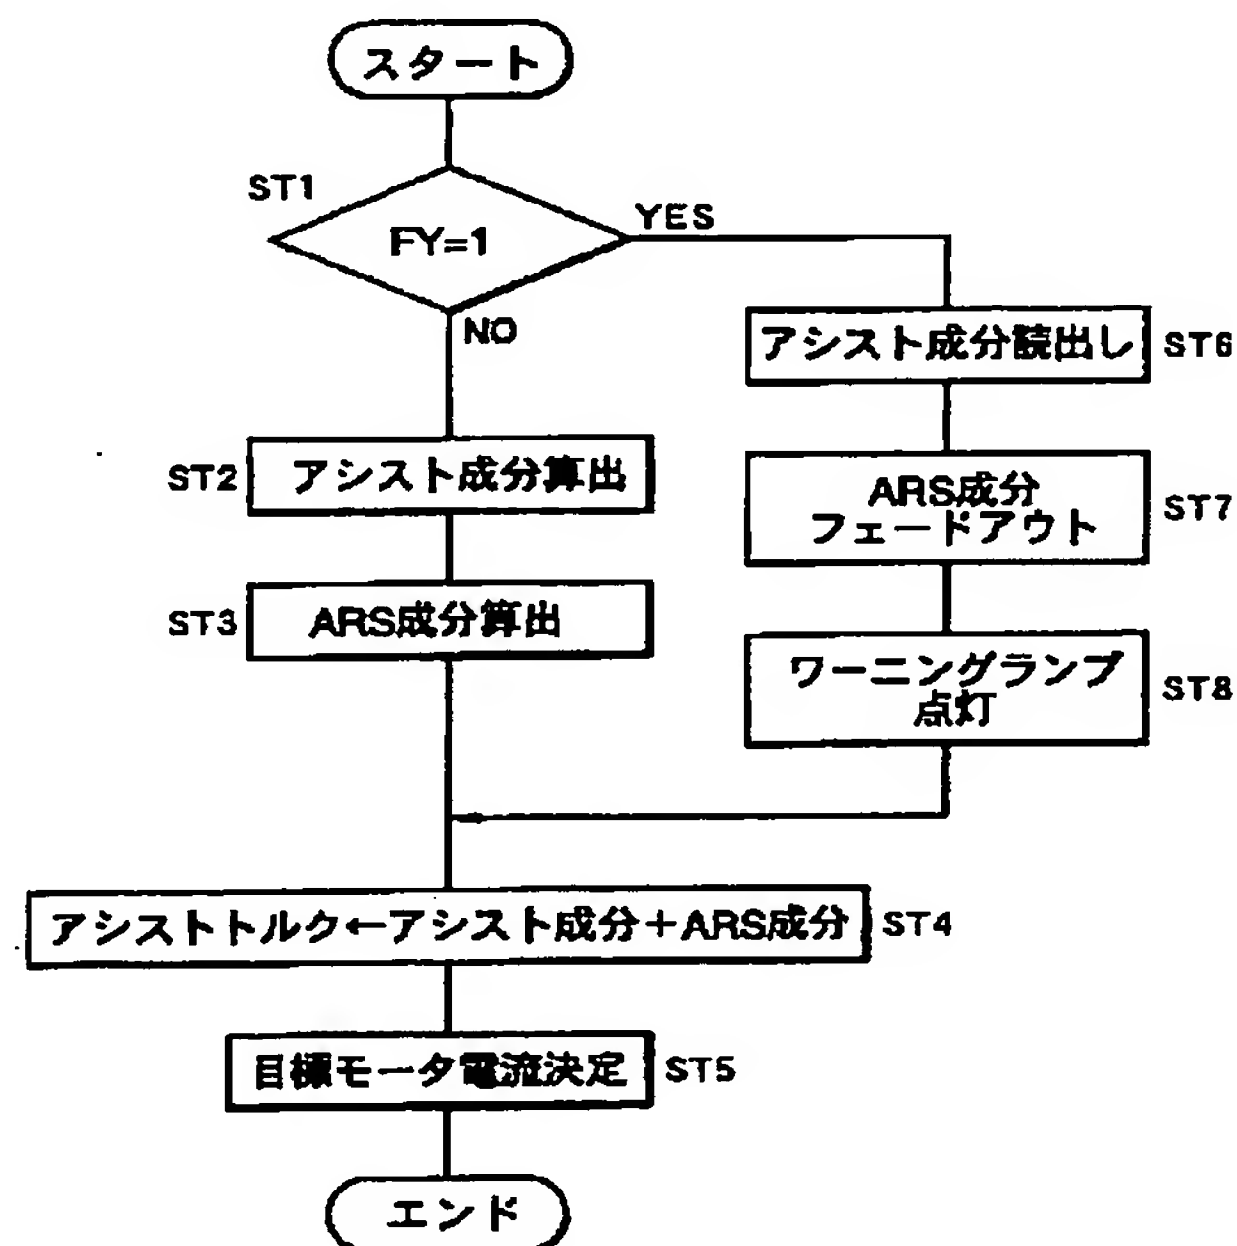 スタート
ST1
FY=1
YES
NO
アシスト成分読出し
ST6
ST2
アシスト成分算出
ARS成分
フェードアウト
ST7
ST3
ARS成分算出
ワーニングランプ
点灯
ST8
アシストトルク←アシスト成分+ARS成分
ST4
目標モータ電流決定
ST5
エンド